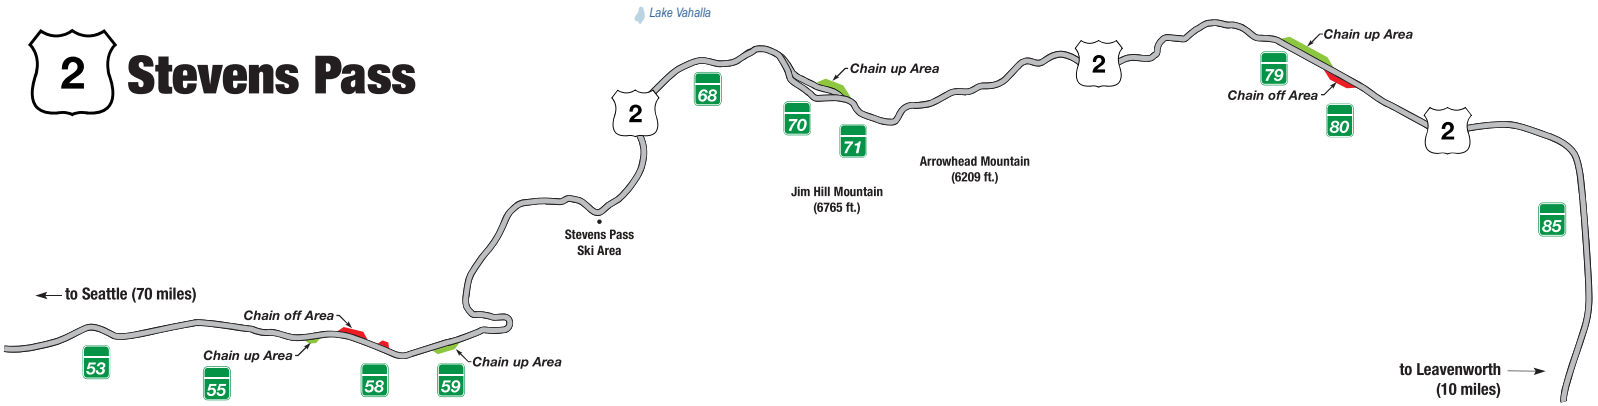 2
Stevens Pass
Lake Vahalla
Chain up Area
2
Chain up Area
79
68
Chain off Area
2
70
80
2
71
Arrowhead Mountain
(6209 ft.)
Jim Hill Mountain
(6765 ft.)
85
Stevens Pass
Ski Area
to Seattle (70 miles)
Chain off Area
Chain up Area
Chain up Area
53
55
58
59
to Leavenworth
(10 miles)